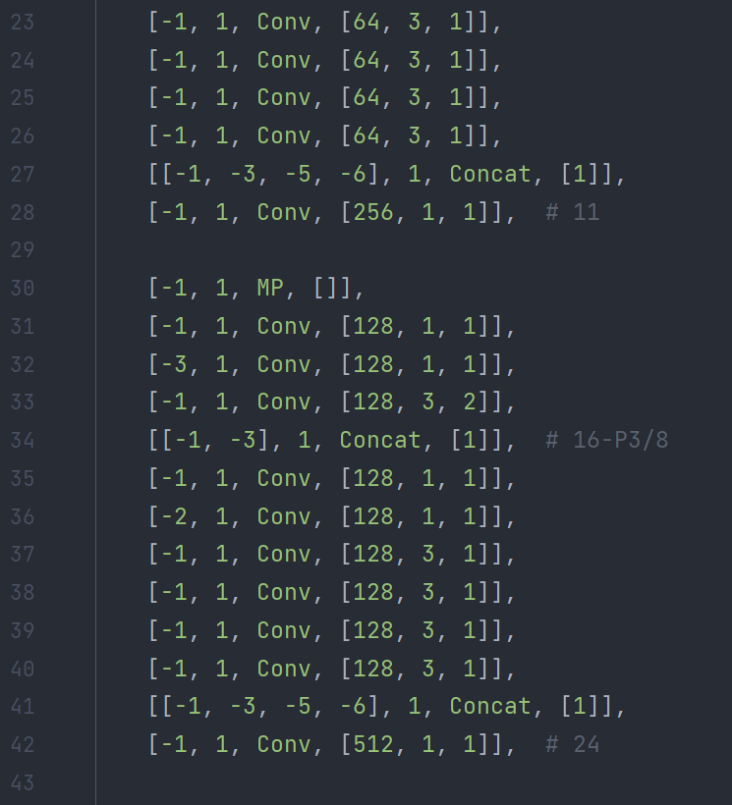 23 [-1, 1, Conv, [64, 3, 1]],
24 [-1, 1, Conv, [64, 3, 1]],
25 [-1, 1, Conv, [64, 3, 1]],
26 [-1, 1, Conv, [64, 3, 1]],
27 [[-1, -3, -5, -6], 1, Concat, [1]],
28 [-1, 1, Conv, [256, 1, 1]],  # 11
29
30 [-1, 1, MP, []],
31 [-1, 1, Conv, [128, 1, 1]],
32 [-3, 1, Conv, [128, 1, 1]],
33 [-1, 1, Conv, [128, 3, 2]],
34 [[-1, -3], 1, Concat, [1]],  # 16-P3/8
35 [-1, 1, Conv, [128, 1, 1]],
36 [-2, 1, Conv, [128, 1, 1]],
37 [-1, 1, Conv, [128, 3, 1]],
38 [-1, 1, Conv, [128, 3, 1]],
39 [-1, 1, Conv, [128, 3, 1]],
40 [-1, 1, Conv, [128, 3, 1]],
41 [[-1, -3, -5, -6], 1, Concat, [1]],
42 [-1, 1, Conv, [512, 1, 1]],  # 24
43